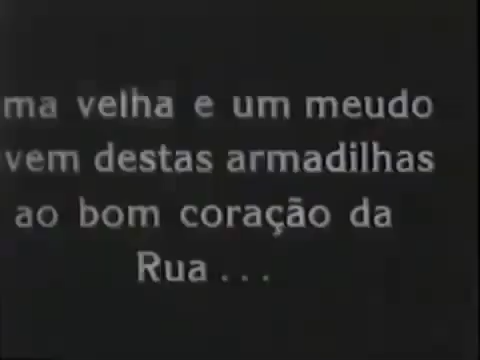 ma velha e um meudo
vem destas armadilhas
ao bom coração da
Rua...